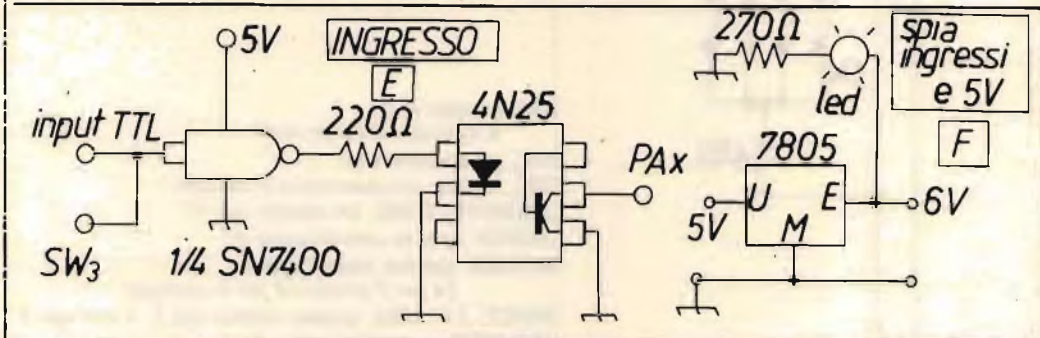 5V
INGRESSO
E
input TTL
220Ω
4N25
PAx
SW3
1/4 SN7400
270Ω
led
spia
ingressi
e 5V
F
7805
5V
U
E
M
6V